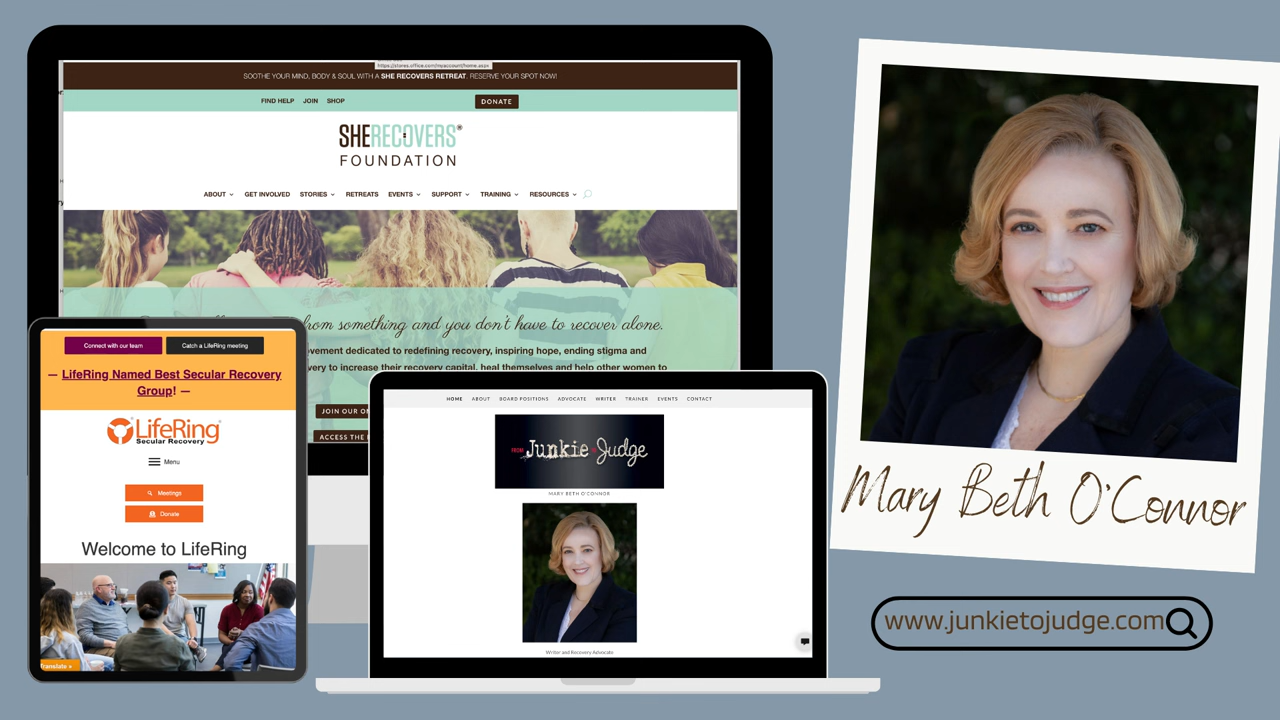 https://stores.office.com/myaccount/home.aspx
SOOTHE YOUR MIND, BODY & SOUL WITH A SHE RECOVERS RETREAT. RESERVE YOUR SPOT NOW!
FIND HELP JOIN SHOP
DONATE
SHERECOVERS®
FOUNDATION
ABOUT GET INVOLVED STORIES RETREATS EVENTS SUPPORT TRAINING RESOURCES
from something and you don't have to recover alone.
vement dedicated to redefining recovery, inspiring hope, ending stigma and
very to increase their recovery capital, heal themselves and help other women to
JOIN OUR O
ACCESS THE
Connect with our team
Catch a LifeRing meeting
— LifeRing Named Best Secular Recovery
Group! —
LifeRing
Secular Recovery
Menu
Meetings
Donate
Welcome to LifeRing
Translate »
HOME ABOUT BOARD POSITIONS ADVOCATE WRITER TRAINER EVENTS CONTACT
FROM Junkie to Judge
MARY BETH O'CONNOR
Writer and Recovery Advocate
Mary Beth O'Connor
www.junkietojudge.com